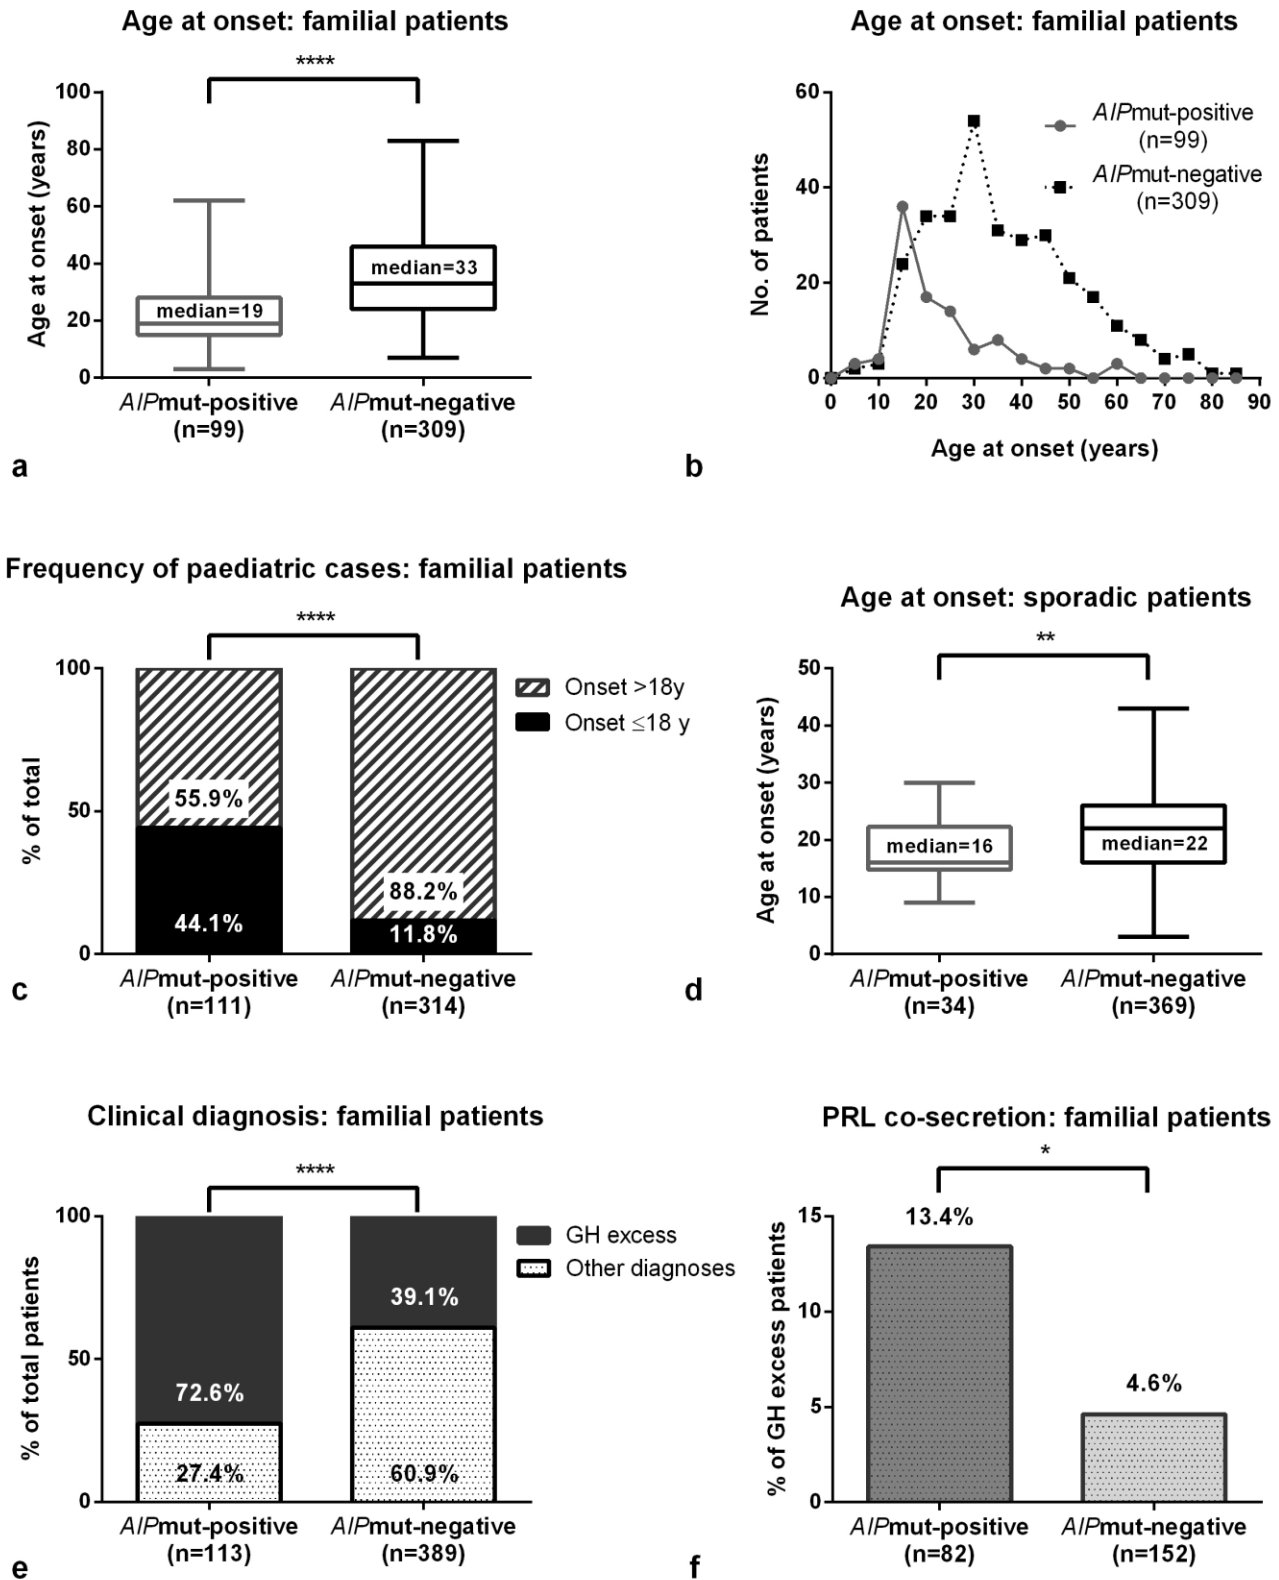 Age at onset: familial patients
****
100
80
60
40
20
0
Age at onset (years)
median=19
median=33
AIPmut-positive
(n=99)
AIPmut-negative
(n=309)
a
Age at onset: familial patients
60
40
20
0
No. of patients
AIPmut-positive
(n=99)
AIPmut-negative
(n=309)
0 10 20 30 40 50 60 70 80 90
Age at onset (years)
b
Frequency of paediatric cases: familial patients
****
100
50
0
% of total
55.9%
44.1%
88.2%
11.8%
Onset >18y
Onset ≤18 y
AIPmut-positive
(n=111)
AIPmut-negative
(n=314)
c
Age at onset: sporadic patients
**
50
40
30
20
10
0
Age at onset (years)
median=16
median=22
AIPmut-positive
(n=34)
AIPmut-negative
(n=369)
d
Clinical diagnosis: familial patients
****
100
50
0
% of total patients
72.6%
27.4%
39.1%
60.9%
GH excess
Other diagnoses
AIPmut-positive
(n=113)
AIPmut-negative
(n=389)
e
PRL co-secretion: familial patients
*
15
10
5
0
% of GH excess patients
13.4%
4.6%
AIPmut-positive
(n=82)
AIPmut-negative
(n=152)
f